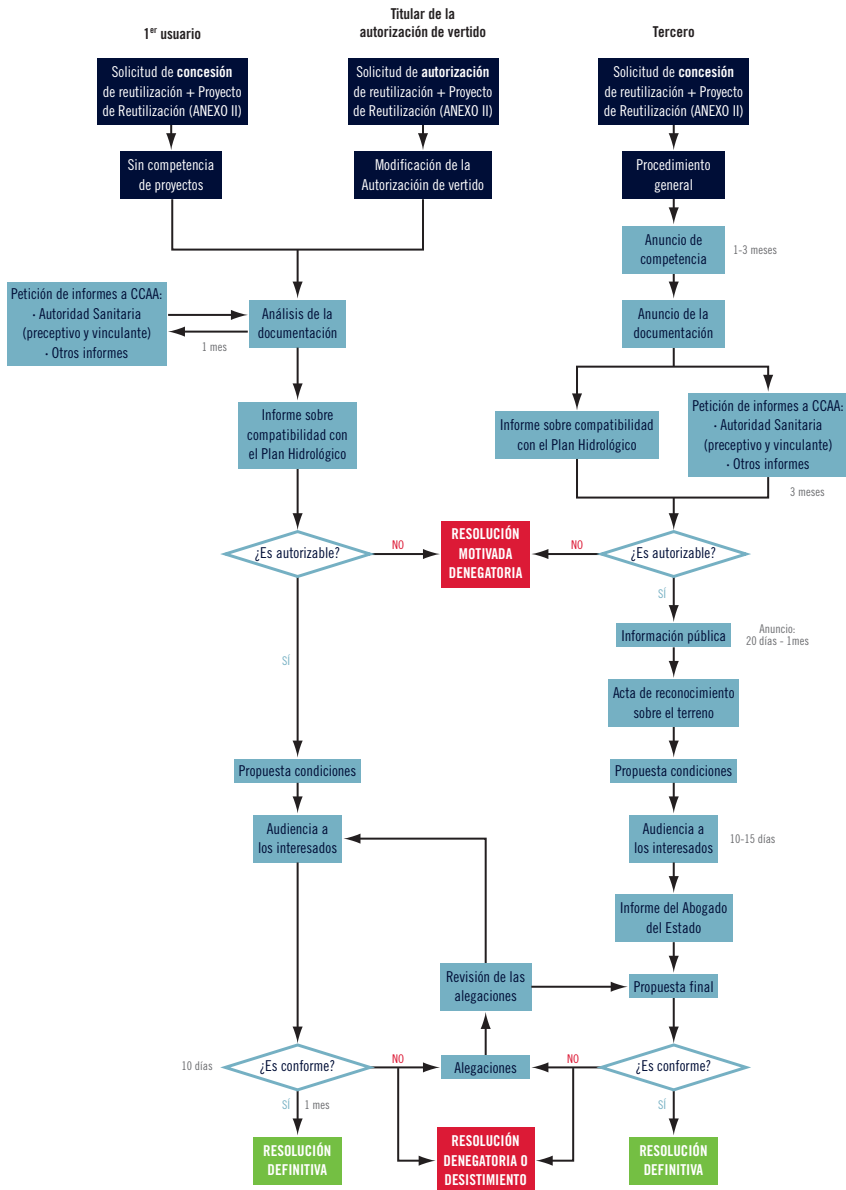 1er usuario
Titular de la
autorización de vertido
Tercero
Solicitud de concesión
de reutilización + Proyecto
de Reutilización (ANEXO II)
Solicitud de autorización
de reutilización + Proyecto
de Reutilización (ANEXO II)
Solicitud de concesión
de reutilización + Proyecto
de Reutilización (ANEXO II)
Sin competencia
de proyectos
Modificación de la
Autorizacióin de vertido
Procedimiento
general
Anuncio de
competencia
1-3 meses
Petición de informes a CCAA:
· Autoridad Sanitaria
(preceptivo y vinculante)
· Otros informes
1 mes
Análisis de la
documentación
Anuncio de la
documentación
Informe sobre
compatibilidad con
el Plan Hidrológico
Informe sobre compatibilidad
con el Plan Hidrológico
Petición de informes a CCAA:
· Autoridad Sanitaria
(preceptivo y vinculante)
· Otros informes
3 meses
¿Es autorizable?
NO
RESOLUCIÓN
MOTIVADA
DENEGATORIA
NO
¿Es autorizable?
SÍ
SÍ
Información pública
Anuncio:
20 días - 1mes
Acta de reconocimiento
sobre el terreno
Propuesta condiciones
Propuesta condiciones
Audiencia a
los interesados
Audiencia a
los interesados
10-15 días
Informe del Abogado
del Estado
Revisión de las
alegaciones
Propuesta final
10 días
¿Es conforme?
NO
Alegaciones
NO
¿Es conforme?
SÍ
1 mes
SÍ
RESOLUCIÓN
DEFINITIVA
RESOLUCIÓN
DENEGATORIA O
DESISTIMIENTO
RESOLUCIÓN
DEFINITIVA